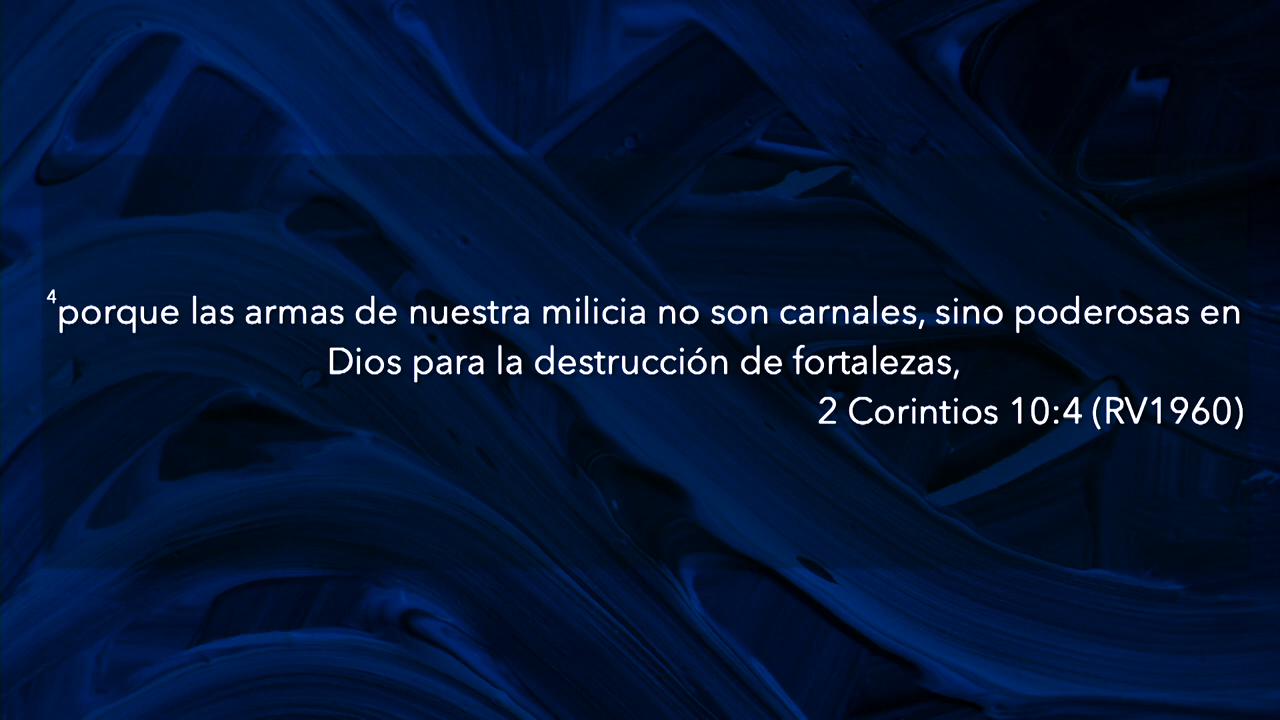 4porque las armas de nuestra milicia no son carnales, sino poderosas en
Dios para la destrucción de fortalezas,
2 Corintios 10:4 (RV1960)